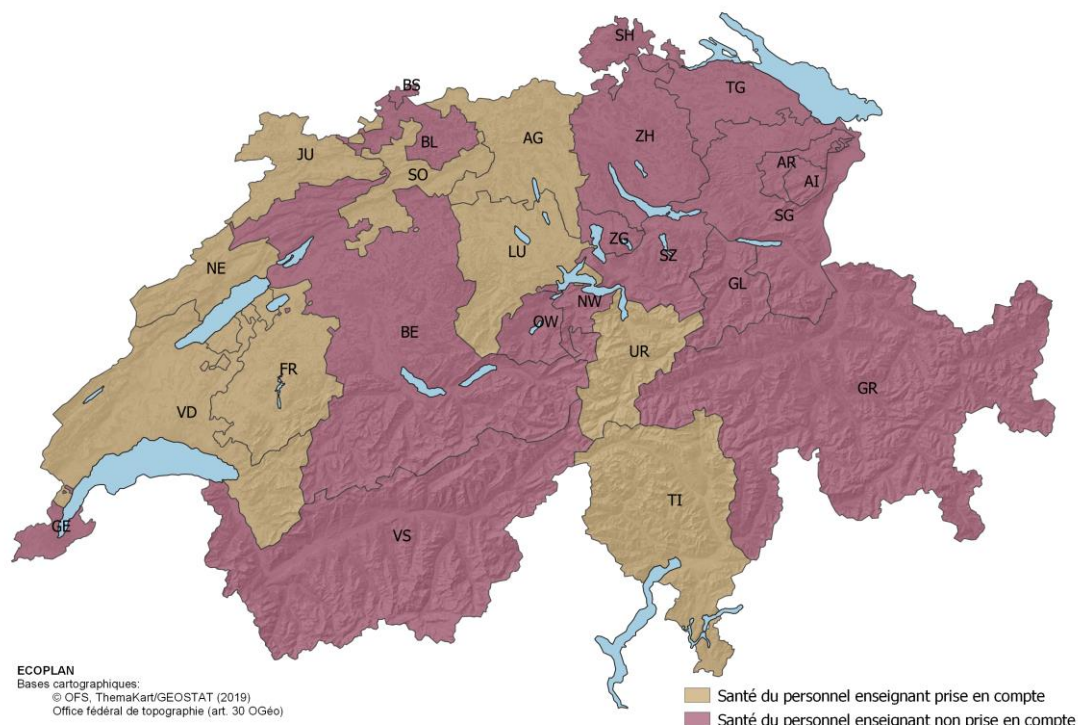 SH
BS
TG
BL
AG
ZH
JU
AR
SO
AI
SG
ZG
LU
SZ
NE
GL
NW
BE
OW
UR
FR
GR
VD
TI
GE
VS
ECOPLAN
Bases cartographiques:
© OFS, ThemaKart/GEOSTAT (2019)
Office fédéral de topographie (art. 30 OGéo)
Santé du personnel enseignant prise en compte
Santé du personnel enseignant non prise en compte